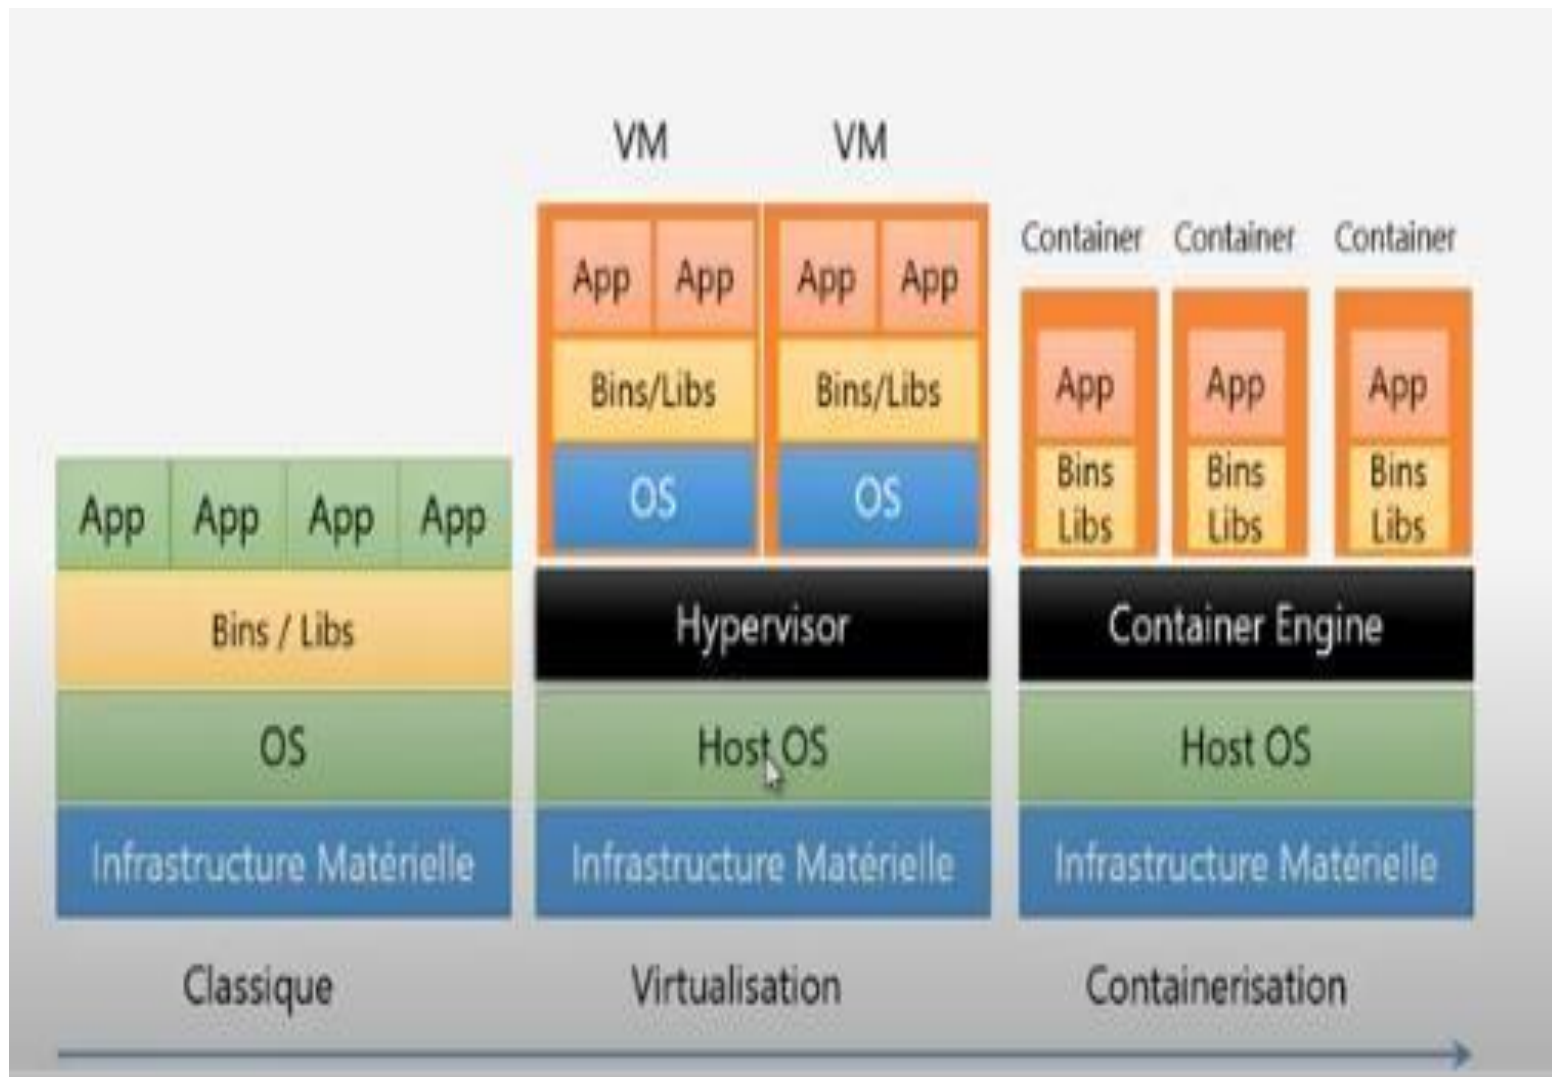 VM VM
Container Container Container
App App App App
App App App
Bins/Libs Bins/Libs
Bins Libs Bins Libs Bins Libs
OS OS
App App App App
Bins / Libs
Hypervisor
Container Engine
OS
Host OS
Host OS
Infrastructure Matérielle
Infrastructure Matérielle
Infrastructure Matérielle
Classique
Virtualisation
Containerisation